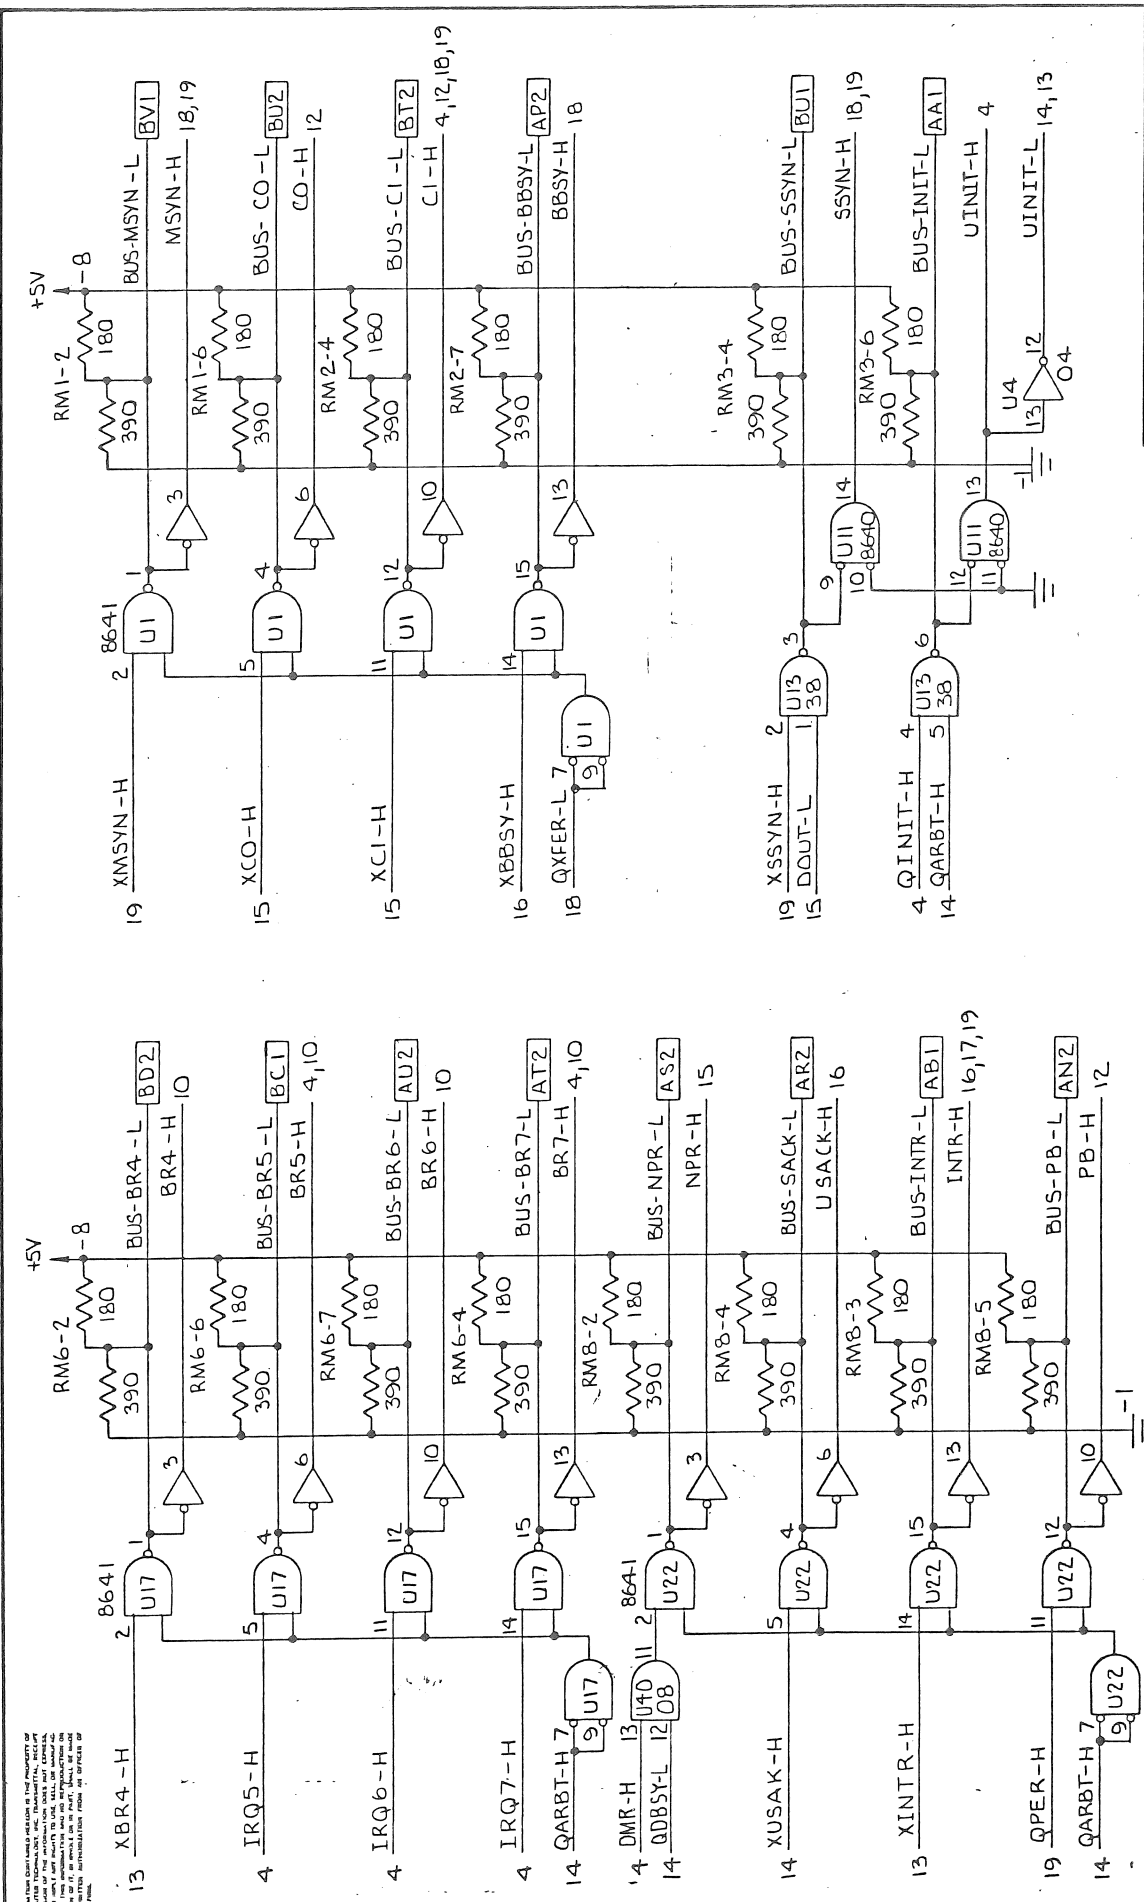 XBR4-H
13
2
8641
U17
1
3
RM6-2
390
180
+5V
-8
BUS-BR4-L
BD2
BR4-H
10
IRQ5-H
4
5
U17
4
6
RM6-6
390
180
BUS-BR5-L
BC1
BR5-H
4,10
IRQ6-H
4
11
U17
12
10
RM6-7
390
180
BUS-BR6-L
AU2
BR6-H
10
IRQ7-H
4
14
U17
15
13
RM6-4
390
180
BUS-BR7-L
AT2
BR7-H
4,10
QARBT-H
14
7
9
U17
DMR-H
4
13
QDBSY-L
14
12
U40
08
11
2
8641
U22
1
3
RM8-2
390
180
BUS-NPR-L
AS2
NPR-H
15
XUSAK-H
14
5
U22
4
6
RM8-4
390
180
BUS-SACK-L
AR2
USACK-H
16
XINTR-H
13
14
U22
15
13
RM8-3
390
180
BUS-INTR-L
AB1
INTR-H
16,17,19
QPER-H
19
11
U22
12
10
RM8-5
390
180
BUS-PB-L
AN2
PB-H
12
QARBT-H
14
7
9
U22
-1
XMSYN-H
19
2
8641
U1
1
3
RM1-2
390
180
+5V
-8
BUS-MSYN-L
BV1
MSYN-H
18,19
XC0-H
15
5
U1
4
6
RM1-6
390
180
BUS-C0-L
BU2
C0-H
12
XC1-H
15
11
U1
12
10
RM2-4
390
180
BUS-C1-L
BT2
C1-H
4,12,18,19
XBBSY-H
16
14
U1
15
13
RM2-7
390
180
BUS-BBSY-L
AP2
BBSY-H
18
QXFER-L
18
7
9
U1
XSSYN-H
19
2
DOUT-L
15
1
U13
38
3
9
10
U11
8640
14
RM3-4
390
180
BUS-SSYN-L
BU1
SSYN-H
18,19
QINIT-H
4
4
QARBT-H
14
5
U13
38
6
12
11
U11
8640
13
RM3-6
390
180
-1
BUS-INIT-L
AA1
UINIT-H
4
13
U4
04
12
UINIT-L
14,13